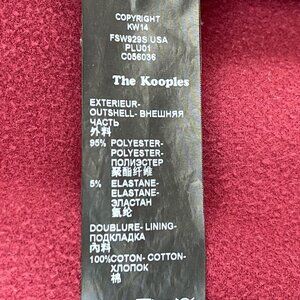 COPYRIGHT
KW14
FSW929S USA
PLU01
C056036
The Kooples
EXTERIEUR-
OUTSHELL- ВНЕШНЯЯ
ЧАСТЬ
外料
95% POLYESTER-
POLYESTER-
ПОЛИЭСТЕР
聚酯纤维
5% ELASTANE-
ELASTANE-
ЭЛАСТАН
氨纶
DOUBLURE- LINING-
ПОДКЛАДКА
內料
100%COTON- COTTON-
ХЛОПОК
棉